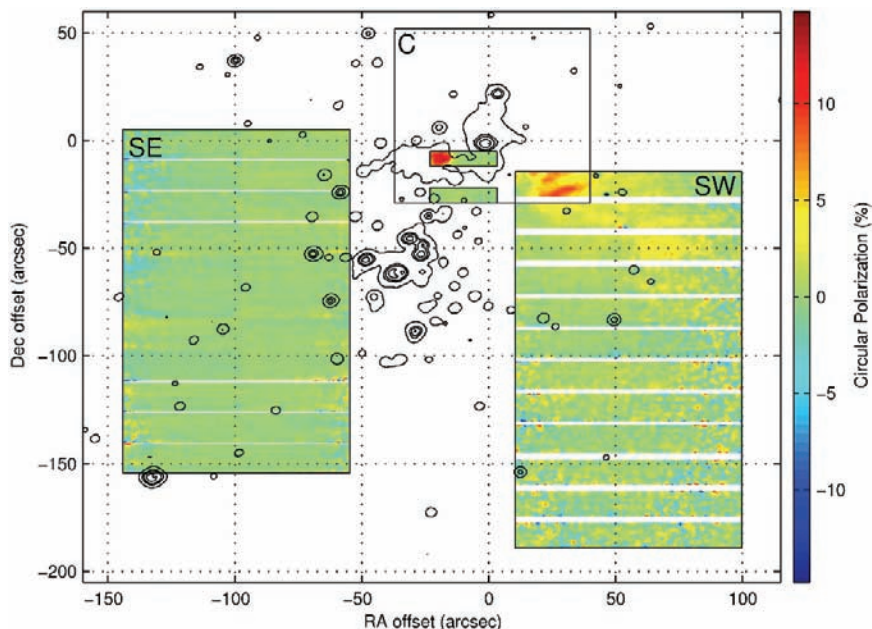 60
C
10
SE
0
SW
5
−50
0
−100
−5
−150
−10
−200
−150
−100
−50
0
50
100
Dec offset (arcsec)
RA offset (arcsec)
Circular Polarization (%)